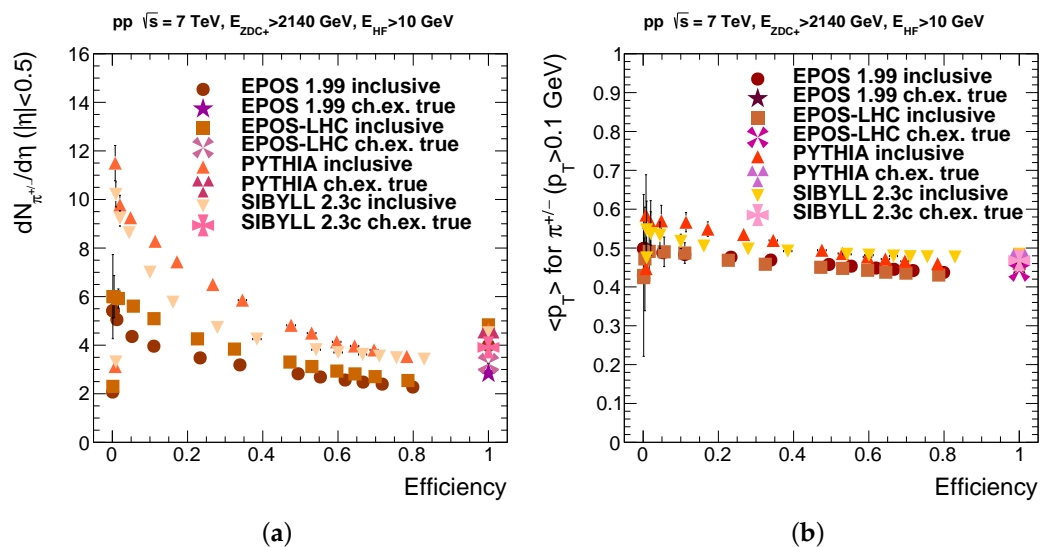 pp √s = 7 TeV, E_ZDC+>2140 GeV, E_HF>10 GeV
dN_π+/-/dη (|η|<0.5)
16
14
12
10
8
6
4
2
0
EPOS 1.99 inclusive
EPOS 1.99 ch.ex. true
EPOS-LHC inclusive
EPOS-LHC ch.ex. true
PYTHIA inclusive
PYTHIA ch.ex. true
SIBYLL 2.3c inclusive
SIBYLL 2.3c ch.ex. true
0 0.2 0.4 0.6 0.8 1
Efficiency
(a)
pp √s = 7 TeV, E_ZDC+>2140 GeV, E_HF>10 GeV
<p_T> for π^+/- (p_T>0.1 GeV)
1
0.9
0.8
0.7
0.6
0.5
0.4
0.3
0.2
0.1
0
EPOS 1.99 inclusive
EPOS 1.99 ch.ex. true
EPOS-LHC inclusive
EPOS-LHC ch.ex. true
PYTHIA inclusive
PYTHIA ch.ex. true
SIBYLL 2.3c inclusive
SIBYLL 2.3c ch.ex. true
0 0.2 0.4 0.6 0.8 1
Efficiency
(b)